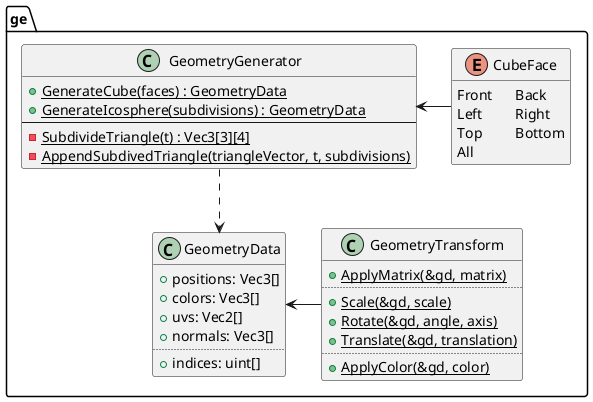 ge
C GeometryGenerator
GenerateCube(faces) : GeometryData
GenerateIcosphere(subdivisions) : GeometryData
SubdivideTriangle(t) : Vec3[3][4]
AppendSubdivedTriangle(triangleVector, t, subdivisions)
E CubeFace
Front Back
Left Right
Top Bottom
All
C GeometryData
positions: Vec3[]
colors: Vec3[]
uvs: Vec2[]
normals: Vec3[]
indices: uint[]
C GeometryTransform
ApplyMatrix(&gd, matrix)
Scale(&gd, scale)
Rotate(&gd, angle, axis)
Translate(&gd, translation)
ApplyColor(&gd, color)